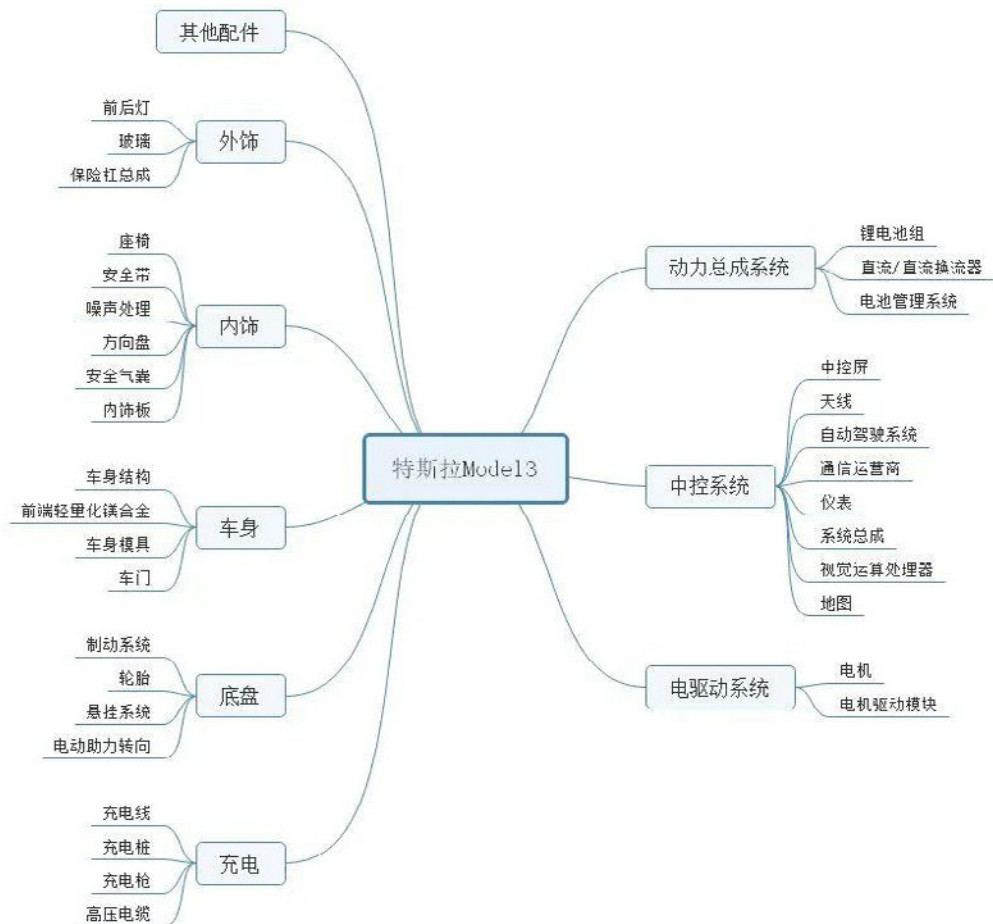 其他配件
前后灯
玻璃
保险杠总成
外饰
座椅
安全带
噪声处理
方向盘
安全气囊
内饰板
内饰
车身结构
前端轻量化镁合金
车身模具
车门
车身
制动系统
轮胎
悬挂系统
电动助力转向
底盘
充电线
充电桩
充电枪
高压电缆
充电
特斯拉Model3
动力总成系统
锂电池组
直流/直流换流器
电池管理系统
中控系统
中控屏
天线
自动驾驶系统
通信运营商
仪表
系统总成
视觉运算处理器
地图
电驱动系统
电机
电机驱动模块